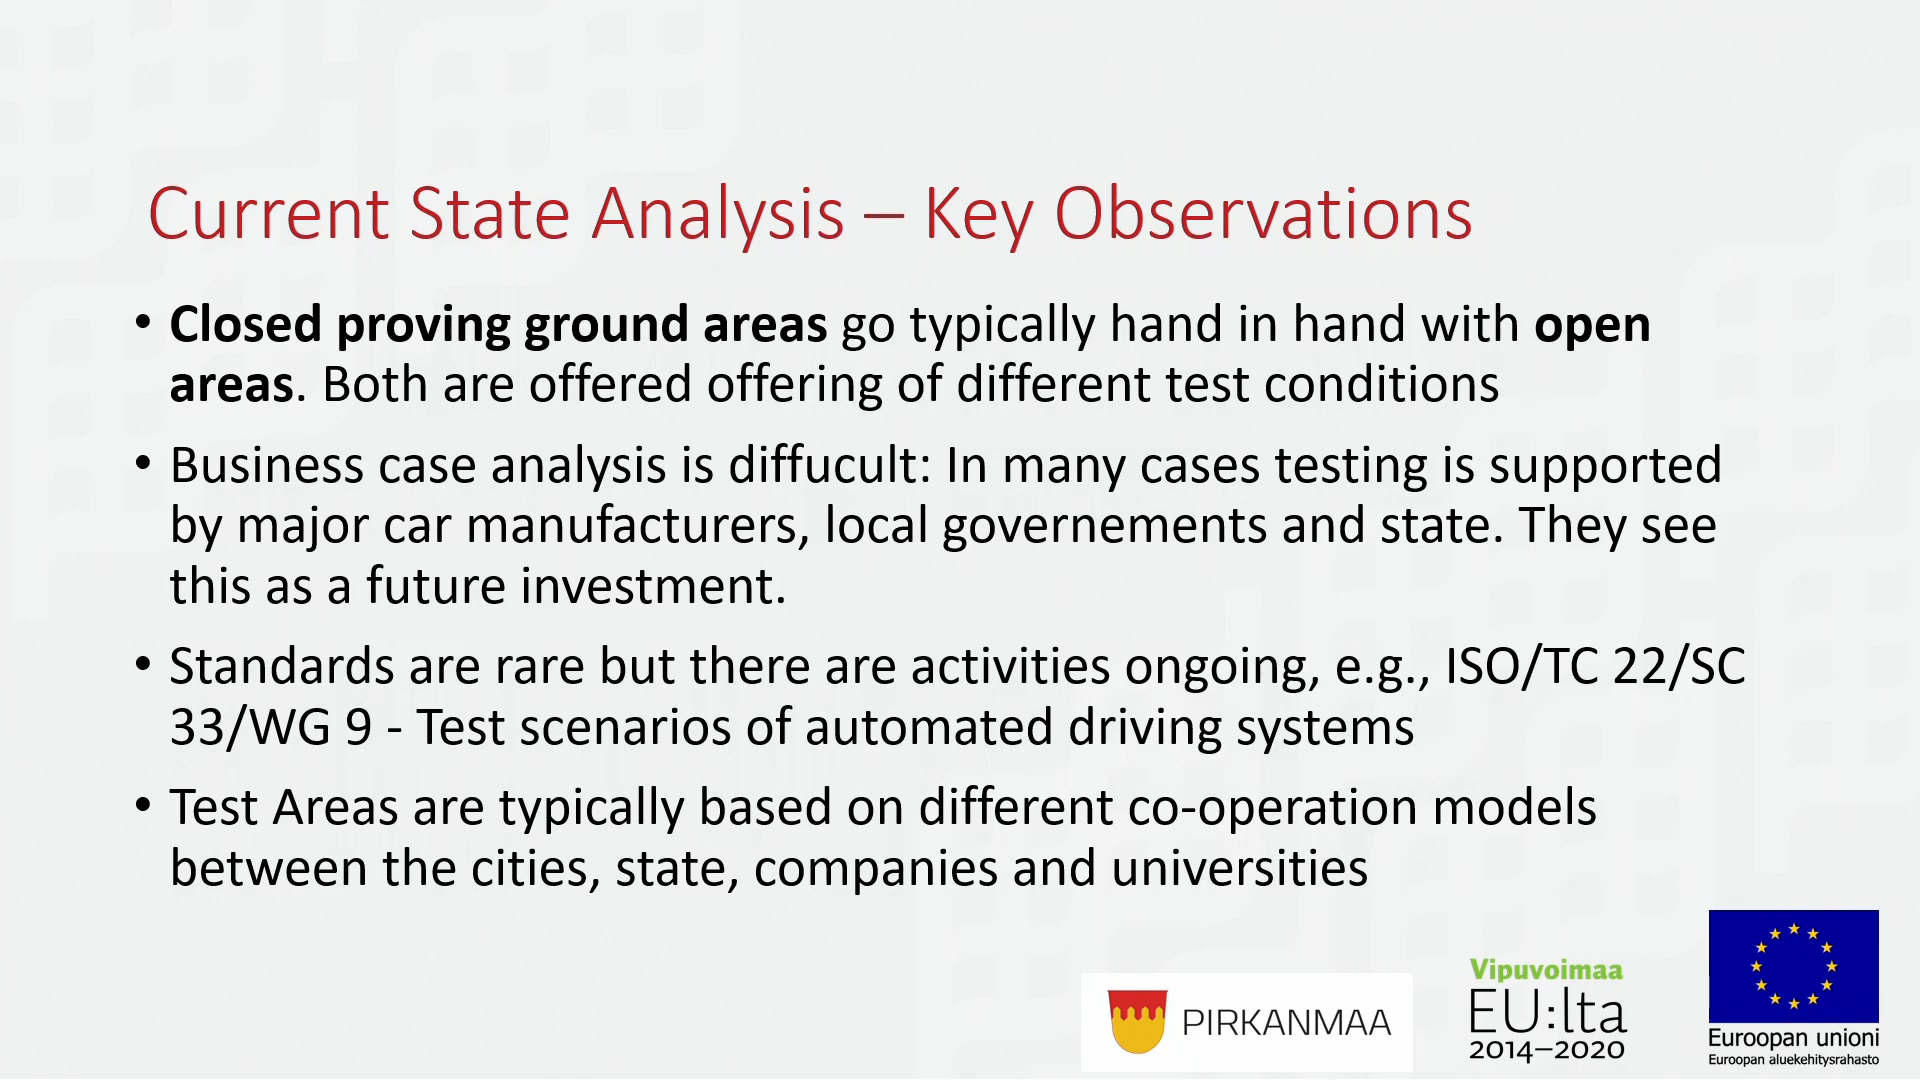 Current State Analysis – Key Observations
• Closed proving ground areas go typically hand in hand with open
areas. Both are offered offering of different test conditions
• Business case analysis is diffucult: In many cases testing is supported
by major car manufacturers, local governements and state. They see
this as a future investment.
• Standards are rare but there are activities ongoing, e.g., ISO/TC 22/SC
33/WG 9 - Test scenarios of automated driving systems
• Test Areas are typically based on different co-operation models
between the cities, state, companies and universities
PIRKANMAA
Vipuvoimaa
EU:lta
2014–2020
Euroopan unioni
Euroopan aluekehitysrahasto